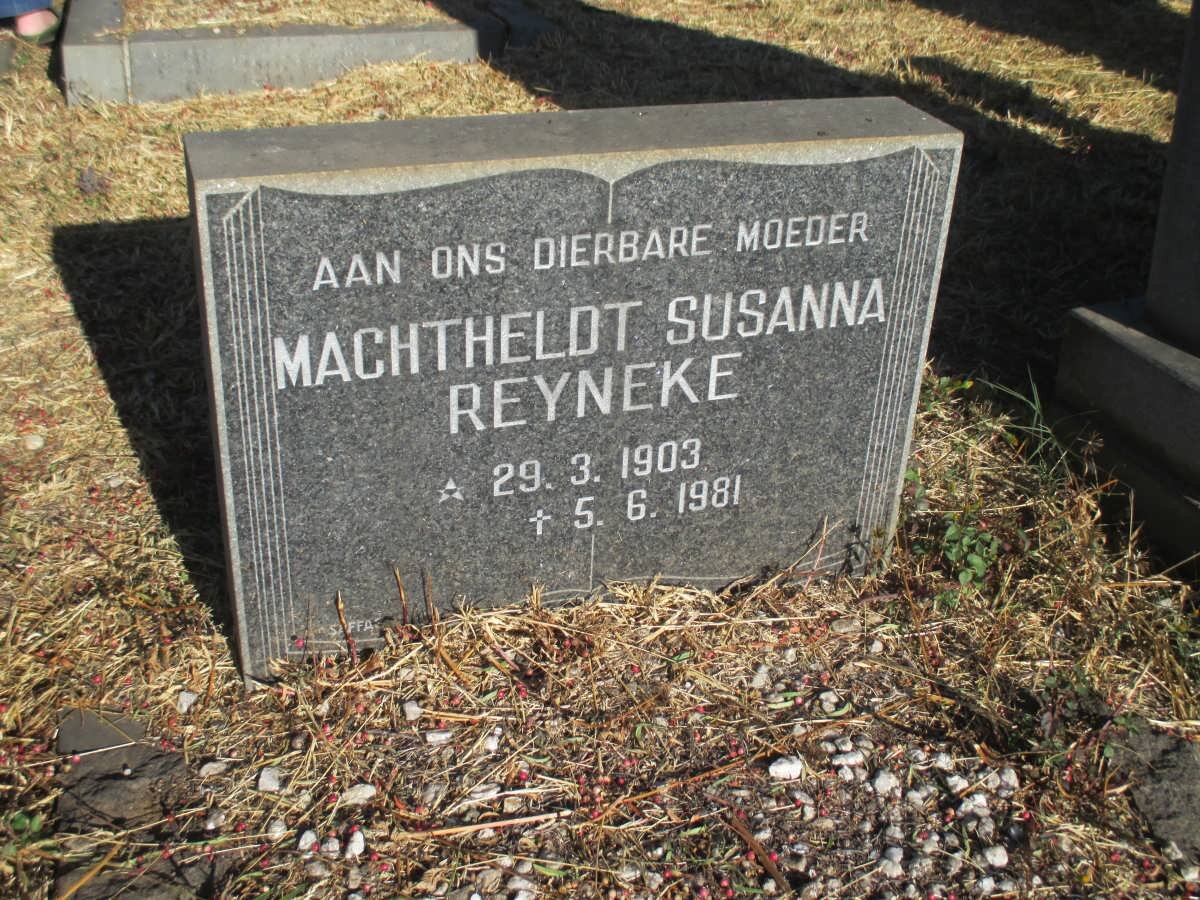 AAN ONS DIERBARE MOEDER
MACHTHELDT SUSANNA
REYNEKE
29. 3. 1903
5. 6. 1981